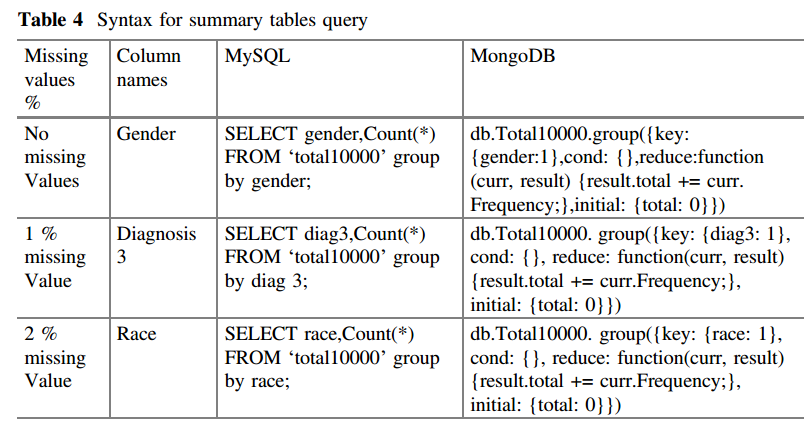 Table 4 Syntax for summary tables query
Missing values % Column names MySQL MongoDB
No missing Values
Gender
SELECT gender,Count(*)
FROM ‘total10000’ group
by gender;
db.Total10000.group({key:
{gender:1},cond: {},reduce:function
(curr, result) {result.total += curr.
Frequency;},initial: {total: 0}})
1 %
missing
Value
Diagnosis
3
SELECT diag3,Count(*)
FROM ‘total10000’ group
by diag 3;
db.Total10000. group({key: {diag3: 1},
cond: {}, reduce: function(curr, result)
{result.total += curr.Frequency;},
initial: {total: 0}})
2 %
missing
Value
Race
SELECT race,Count(*)
FROM ‘total10000’ group
by race;
db.Total10000. group({key: {race: 1},
cond: {}, reduce: function(curr, result)
{result.total += curr.Frequency;},
initial: {total: 0}})